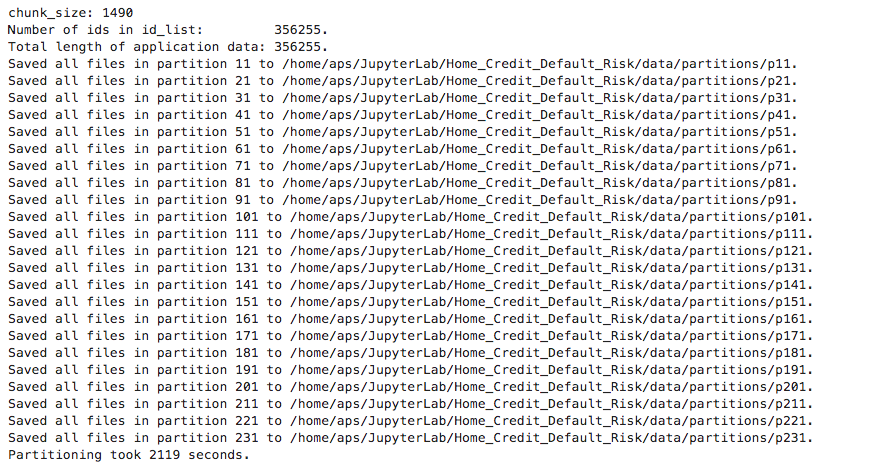 chunk_size: 1490
Number of ids in id_list:         356255.
Total length of application data: 356255.
Saved all files in partition 11 to /home/aps/JupyterLab/Home_Credit_Default_Risk/data/partitions/p11.
Saved all files in partition 21 to /home/aps/JupyterLab/Home_Credit_Default_Risk/data/partitions/p21.
Saved all files in partition 31 to /home/aps/JupyterLab/Home_Credit_Default_Risk/data/partitions/p31.
Saved all files in partition 41 to /home/aps/JupyterLab/Home_Credit_Default_Risk/data/partitions/p41.
Saved all files in partition 51 to /home/aps/JupyterLab/Home_Credit_Default_Risk/data/partitions/p51.
Saved all files in partition 61 to /home/aps/JupyterLab/Home_Credit_Default_Risk/data/partitions/p61.
Saved all files in partition 71 to /home/aps/JupyterLab/Home_Credit_Default_Risk/data/partitions/p71.
Saved all files in partition 81 to /home/aps/JupyterLab/Home_Credit_Default_Risk/data/partitions/p81.
Saved all files in partition 91 to /home/aps/JupyterLab/Home_Credit_Default_Risk/data/partitions/p91.
Saved all files in partition 101 to /home/aps/JupyterLab/Home_Credit_Default_Risk/data/partitions/p101.
Saved all files in partition 111 to /home/aps/JupyterLab/Home_Credit_Default_Risk/data/partitions/p111.
Saved all files in partition 121 to /home/aps/JupyterLab/Home_Credit_Default_Risk/data/partitions/p121.
Saved all files in partition 131 to /home/aps/JupyterLab/Home_Credit_Default_Risk/data/partitions/p131.
Saved all files in partition 141 to /home/aps/JupyterLab/Home_Credit_Default_Risk/data/partitions/p141.
Saved all files in partition 151 to /home/aps/JupyterLab/Home_Credit_Default_Risk/data/partitions/p151.
Saved all files in partition 161 to /home/aps/JupyterLab/Home_Credit_Default_Risk/data/partitions/p161.
Saved all files in partition 171 to /home/aps/JupyterLab/Home_Credit_Default_Risk/data/partitions/p171.
Saved all files in partition 181 to /home/aps/JupyterLab/Home_Credit_Default_Risk/data/partitions/p181.
Saved all files in partition 191 to /home/aps/JupyterLab/Home_Credit_Default_Risk/data/partitions/p191.
Saved all files in partition 201 to /home/aps/JupyterLab/Home_Credit_Default_Risk/data/partitions/p201.
Saved all files in partition 211 to /home/aps/JupyterLab/Home_Credit_Default_Risk/data/partitions/p211.
Saved all files in partition 221 to /home/aps/JupyterLab/Home_Credit_Default_Risk/data/partitions/p221.
Saved all files in partition 231 to /home/aps/JupyterLab/Home_Credit_Default_Risk/data/partitions/p231.
Partitioning took 2119 seconds.